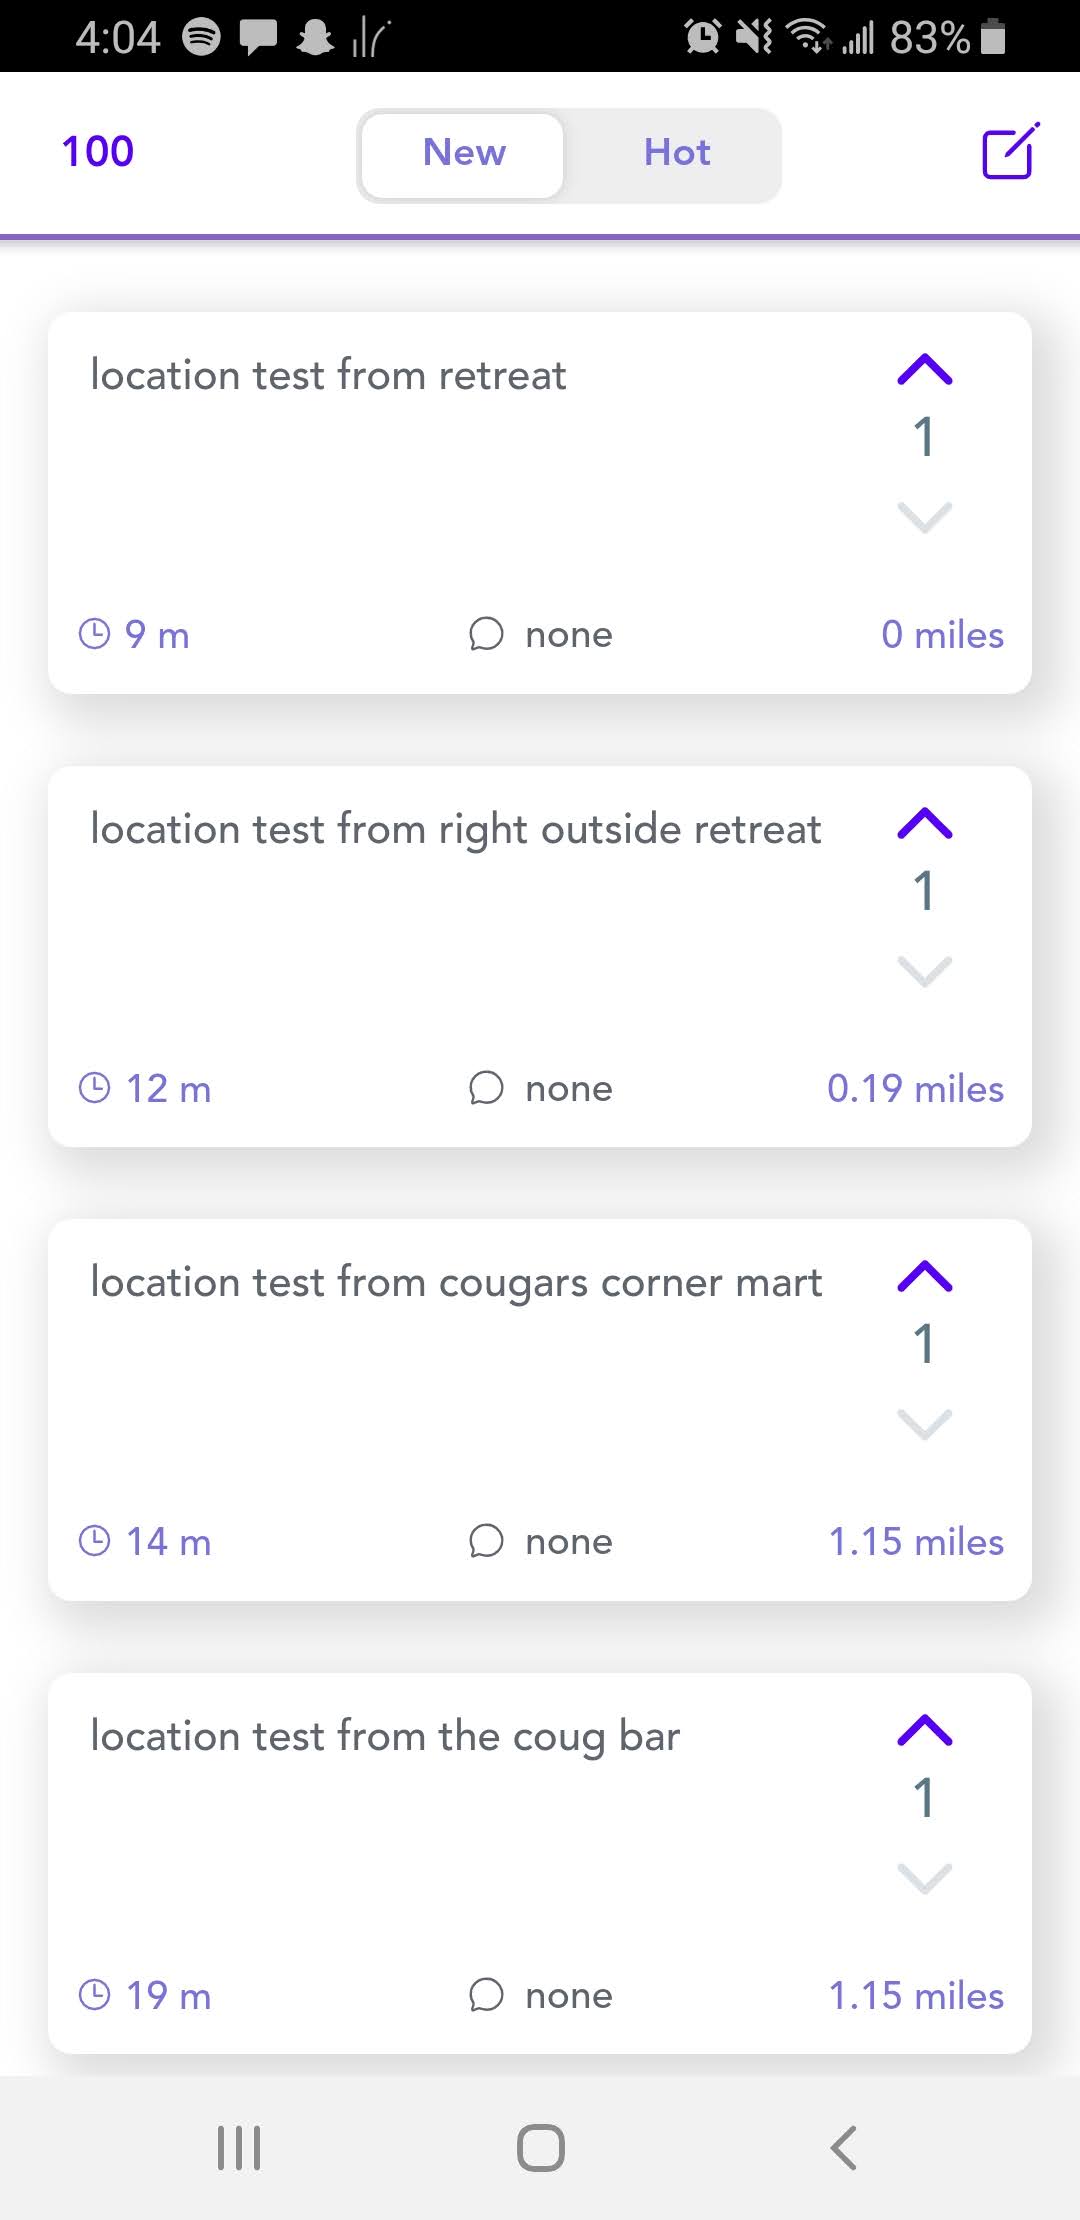 4:04 83%
100 New Hot
location test from retreat
1
9 m none 0 miles
location test from right outside retreat
1
12 m none 0.19 miles
location test from cougars corner mart
1
14 m none 1.15 miles
location test from the coug bar
1
19 m none 1.15 miles